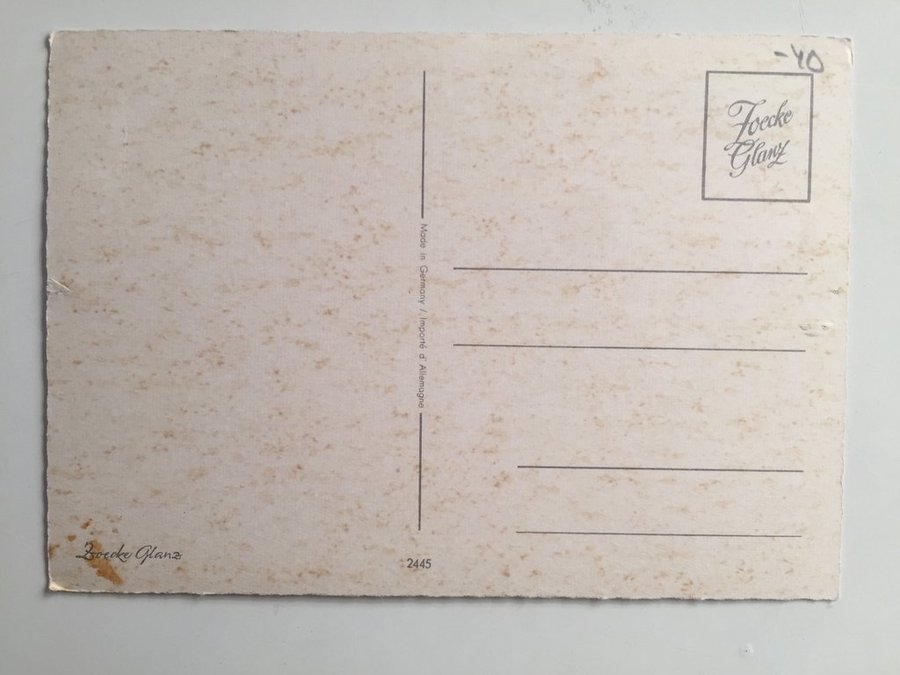 -40
Zoecke
Glanz
Made in Germany / Importé d'Allemagne
Zoecke Glanz
2445